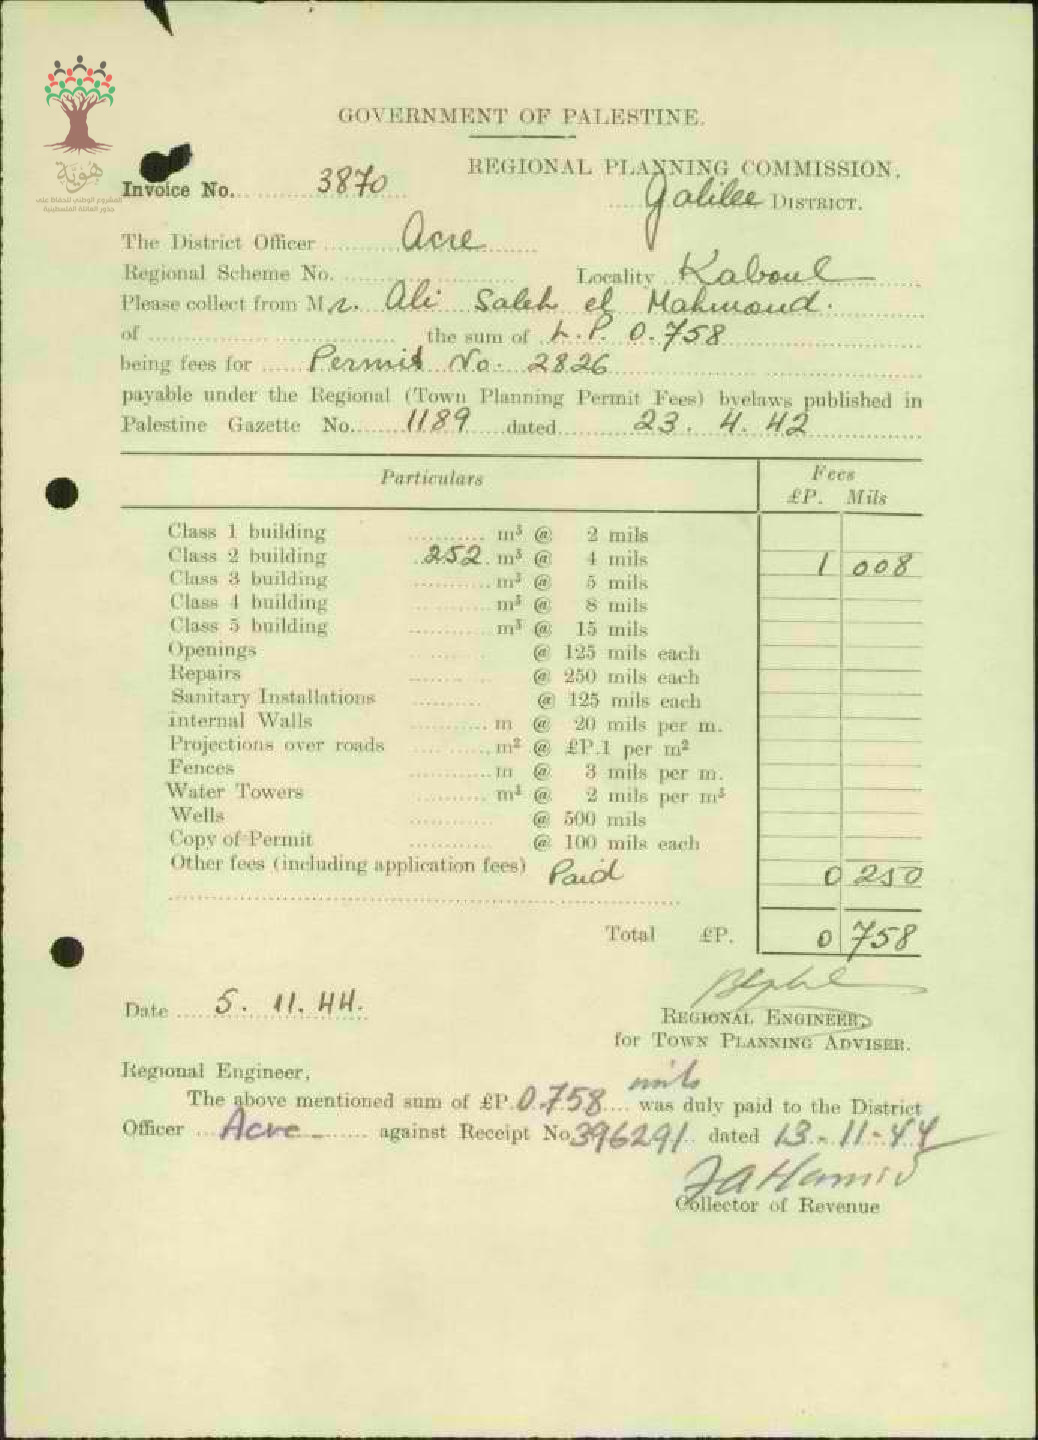 GOVERNMENT OF PALESTINE.
REGIONAL PLANNING COMMISSION.
Invoice No. 3870
Galilee DISTRICT.
هُوِيَّة
المشروع الوطني للحفاظ على
جذور العائلة الفلسطينية
The District Officer Acre
Regional Scheme No. Locality Kaboul
Please collect from Mr. Ali Saleh el Mahmoud.
of the sum of L.P. 0.758
being fees for Permit No. 2826
payable under the Regional (Town Planning Permit Fees) byelaws published in
Palestine Gazette No. 1189 dated 23. 4. 42
Particulars Fees
£P. Mils
Class 1 building m³ @ 2 mils
Class 2 building 252 m³ @ 4 mils 1 008
Class 3 building m³ @ 5 mils
Class 4 building m³ @ 8 mils
Class 5 building m³ @ 15 mils
Openings @ 125 mils each
Repairs @ 250 mils each
Sanitary Installations @ 125 mils each
Internal Walls m @ 20 mils per m.
Projections over roads m² @ £P.1 per m²
Fences m @ 3 mils per m.
Water Towers m³ @ 2 mils per m³
Wells @ 500 mils
Copy of Permit @ 100 mils each
Other fees (including application fees) Paid 0 250
Total £P. 0 758
Date 5. 11. 44.
REGIONAL ENGINEER,
for TOWN PLANNING ADVISER.
Regional Engineer,
mils
The above mentioned sum of £P. 0.758 was duly paid to the District
Officer Acre against Receipt No 396291 dated 13-11-44
Collector of Revenue